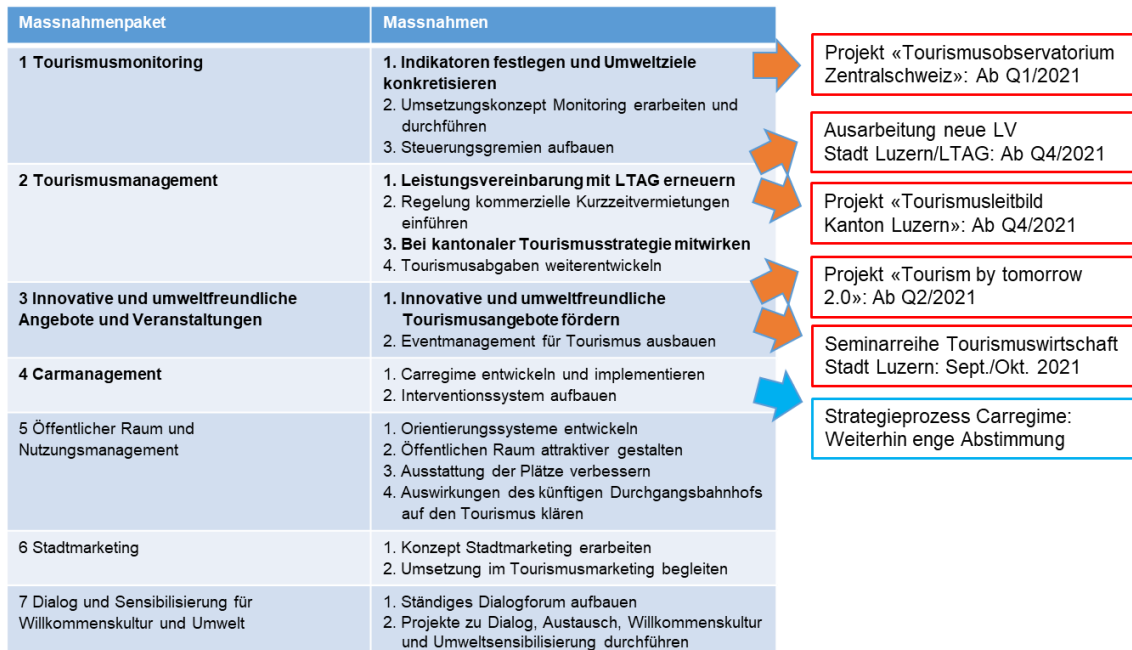 Massnahmenpaket
Massnahmen
1 Tourismusmonitoring
1. Indikatoren festlegen und Umweltziele
konkretisieren
2. Umsetzungskonzept Monitoring erarbeiten und
durchführen
3. Steuerungsgremien aufbauen
2 Tourismusmanagement
1. Leistungsvereinbarung mit LTAG erneuern
2. Regelung kommerzielle Kurzzeitvermietungen
einführen
3. Bei kantonaler Tourismusstrategie mitwirken
4. Tourismusabgaben weiterentwickeln
3 Innovative und umweltfreundliche
Angebote und Veranstaltungen
1. Innovative und umweltfreundliche
Tourismusangebote fördern
2. Eventmanagement für Tourismus ausbauen
4 Carmanagement
1. Carregime entwickeln und implementieren
2. Interventionssystem aufbauen
5 Öffentlicher Raum und
Nutzungsmanagement
1. Orientierungssysteme entwickeln
2. Öffentlichen Raum attraktiver gestalten
3. Ausstattung der Plätze verbessern
4. Auswirkungen des künftigen Durchgangsbahnhofs
auf den Tourismus klären
6 Stadtmarketing
1. Konzept Stadtmarketing erarbeiten
2. Umsetzung im Tourismusmarketing begleiten
7 Dialog und Sensibilisierung für
Willkommenskultur und Umwelt
1. Ständiges Dialogforum aufbauen
2. Projekte zu Dialog, Austausch, Willkommenskultur
und Umweltsensibilisierung durchführen
Projekt «Tourismusobservatorium
Zentralschweiz»: Ab Q1/2021
Ausarbeitung neue LV
Stadt Luzern/LTAG: Ab Q4/2021
Projekt «Tourismusleitbild
Kanton Luzern»: Ab Q4/2021
Projekt «Tourism by tomorrow
2.0»: Ab Q2/2021
Seminarreihe Tourismuswirtschaft
Stadt Luzern: Sept./Okt. 2021
Strategieprozess Carregime:
Weiterhin enge Abstimmung